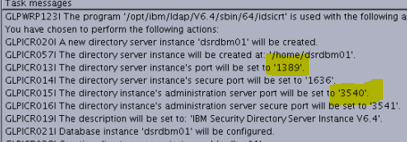 Task messages
GLPWRP123I The program '/opt/ibm/ldap/V6.4/sbin/64/idsicrt' is used with the following a
You have chosen to perform the following actions:
GLPICR020I A new directory server instance 'dsrdbm01' will be created.
GLPICR057I The directory server instance will be created at: '/home/dsrdbm01'.
GLPICR013I The directory server instance's port will be set to '1389'.
GLPICR014I The directory instance's secure port will be set to '1636'.
GLPICR015I The directory instance's administration server port will be set to '3540'.
GLPICR016I The directory instance's administration server secure port will be set to '3541'.
GLPICR019I The description will be set to: 'IBM Security Directory Server Instance V6.4'.
GLPICR021I Database instance 'dsrdbm01' will be configured.